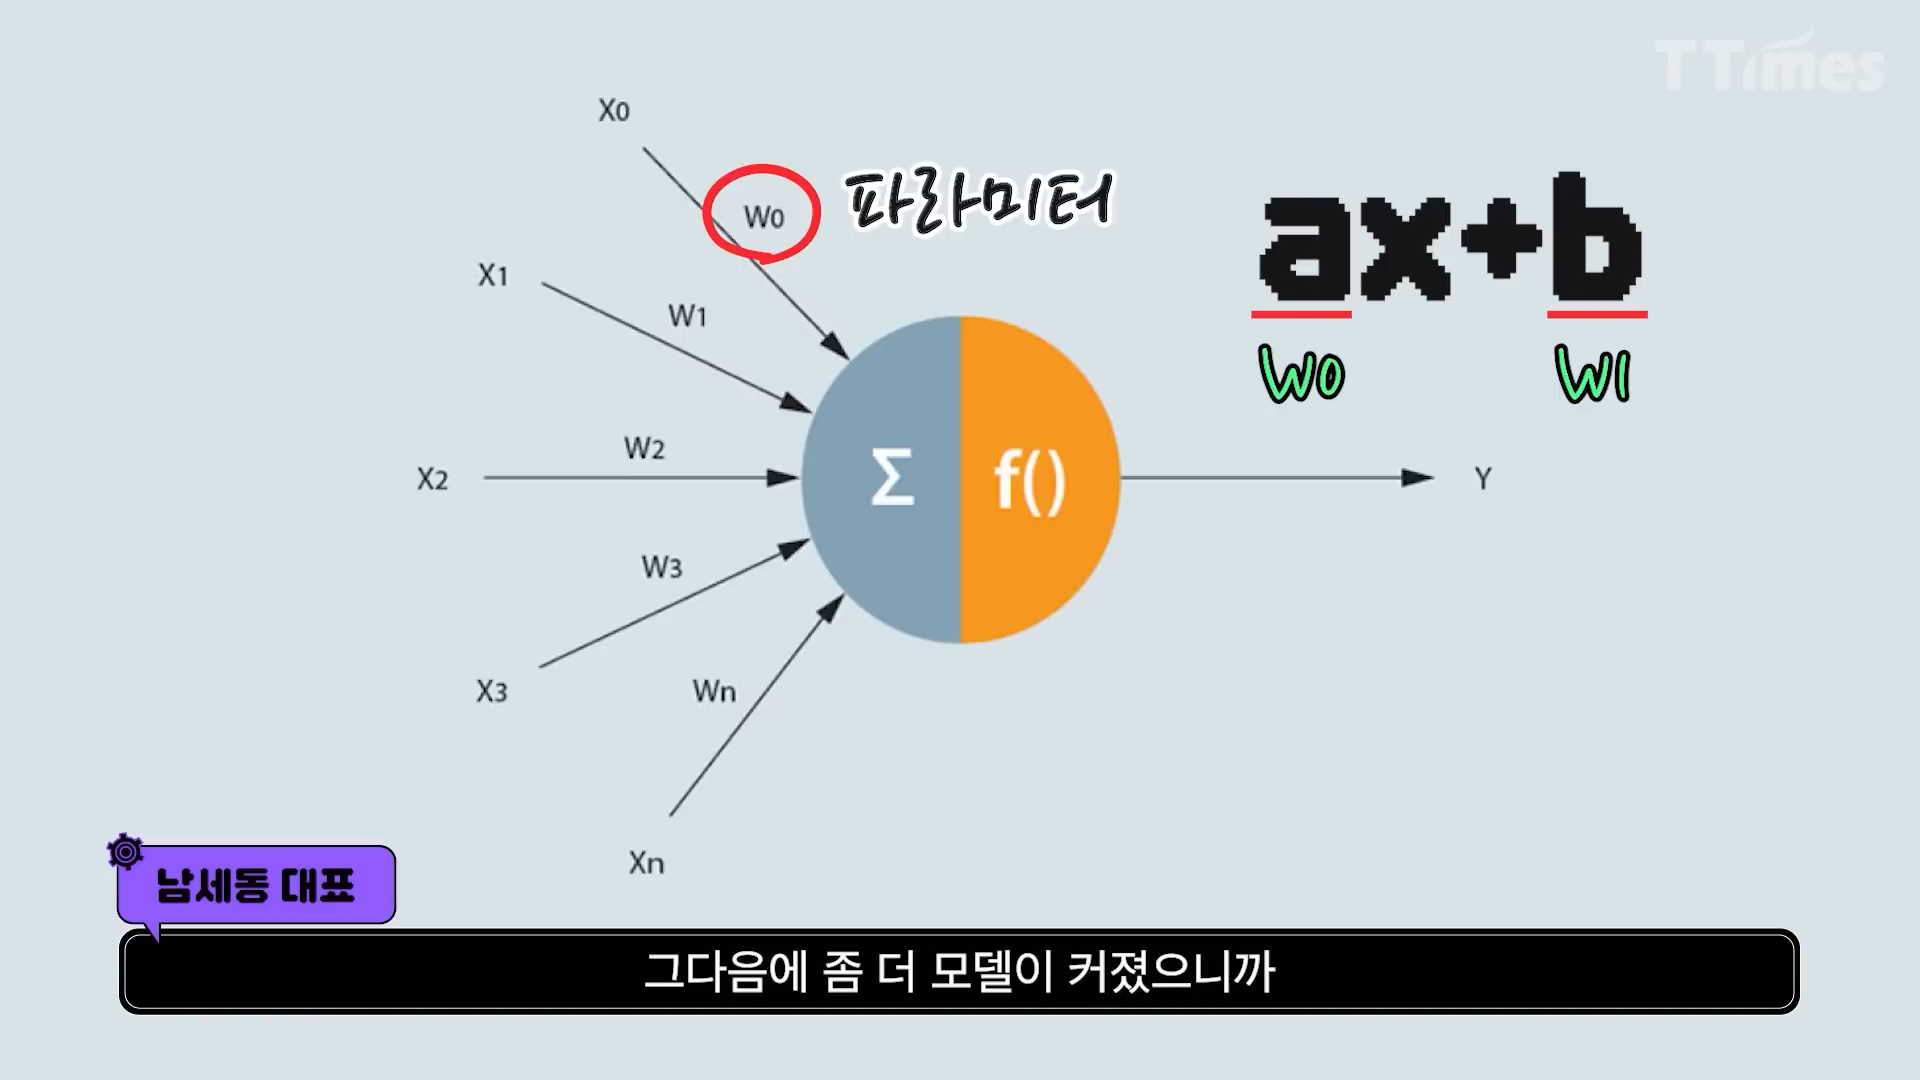 TTimes
X0
W0
파라미터
ax+b
W0
W1
X1
W1
X2
W2
Σ
f()
Y
W3
X3
Wn
Xn
남세동 대표
그다음에 좀 더 모델이 커졌으니까